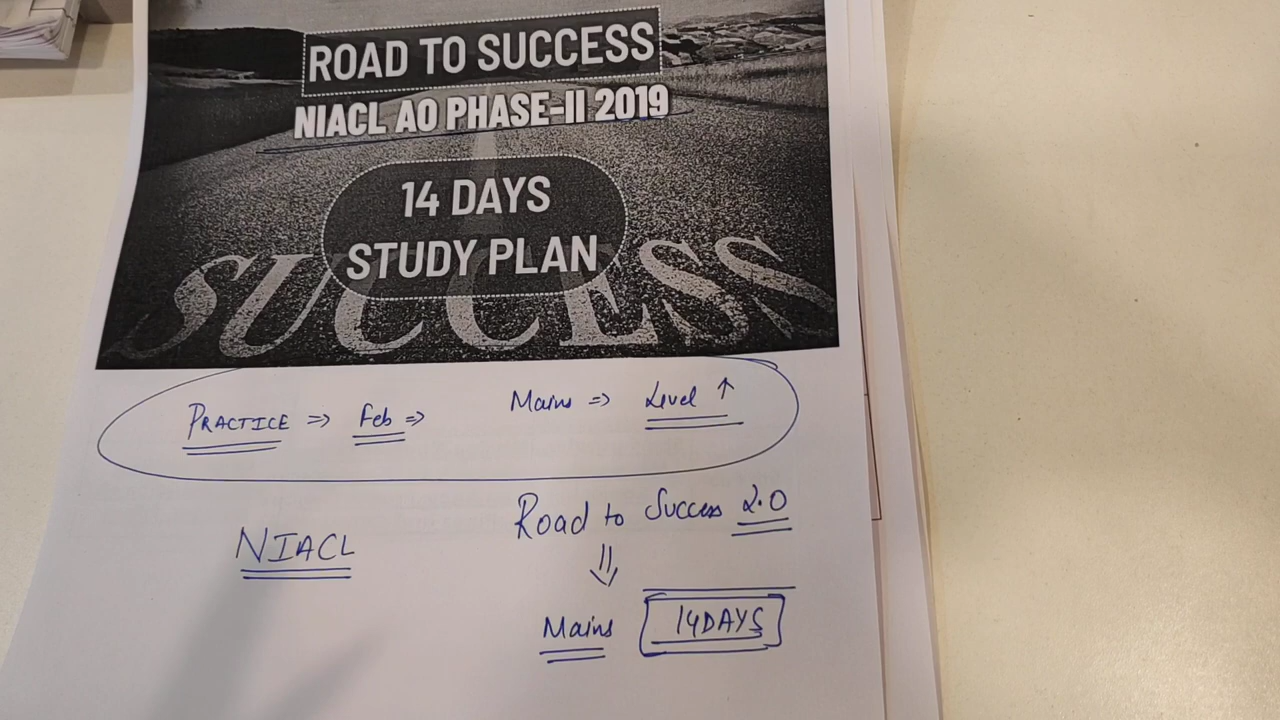 ROAD TO SUCCESS
NIACL AO PHASE-II 2019
14 DAYS
STUDY PLAN
SUCCESS
PRACTICE ⇒ Feb ⇒ Mains ⇒ Level ↑
Road to Success 2.0
NIACL
⇓
Mains 14DAYS